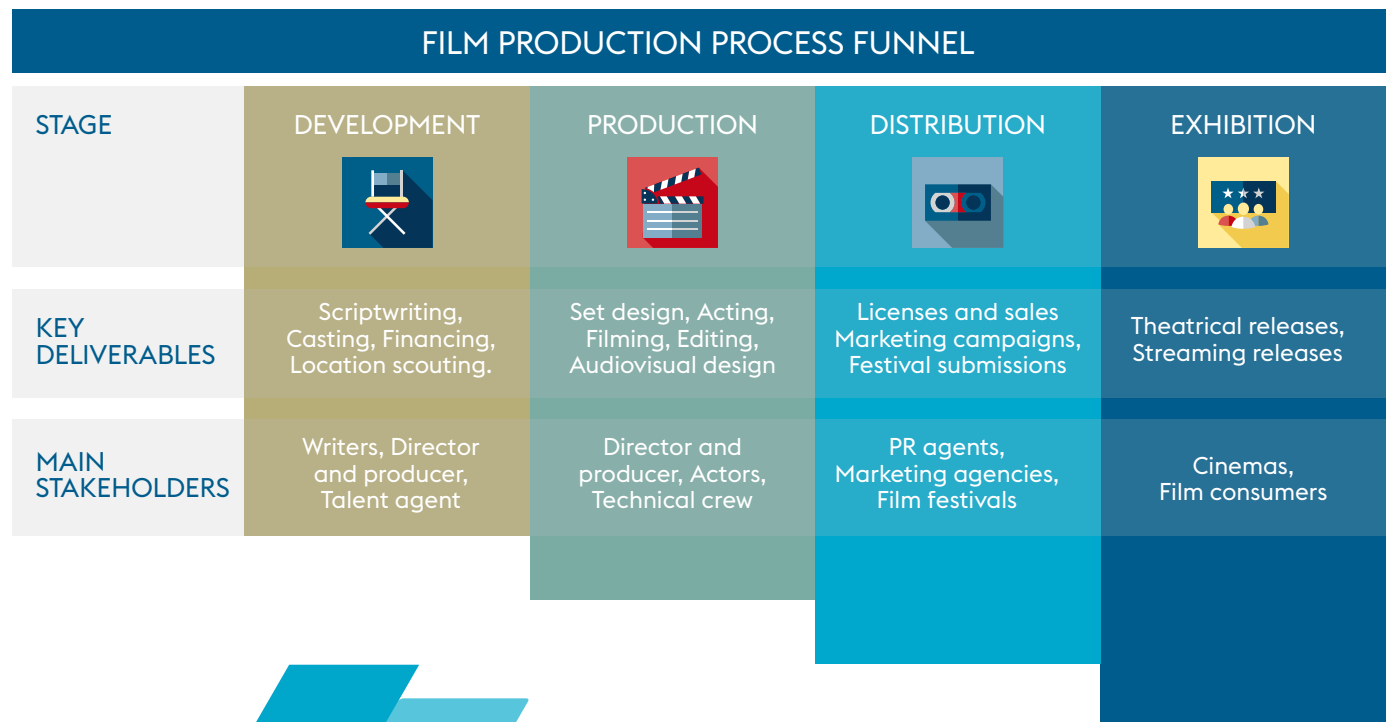 FILM PRODUCTION PROCESS FUNNEL
STAGE
DEVELOPMENT
PRODUCTION
DISTRIBUTION
EXHIBITION
KEY
DELIVERABLES
Scriptwriting,
Casting, Financing,
Location scouting.
Set design, Acting,
Filming, Editing,
Audiovisual design
Licenses and sales
Marketing campaigns,
Festival submissions
Theatrical releases,
Streaming releases
MAIN
STAKEHOLDERS
Writers, Director
and producer,
Talent agent
Director and
producer, Actors,
Technical crew
PR agents,
Marketing agencies,
Film festivals
Cinemas,
Film consumers